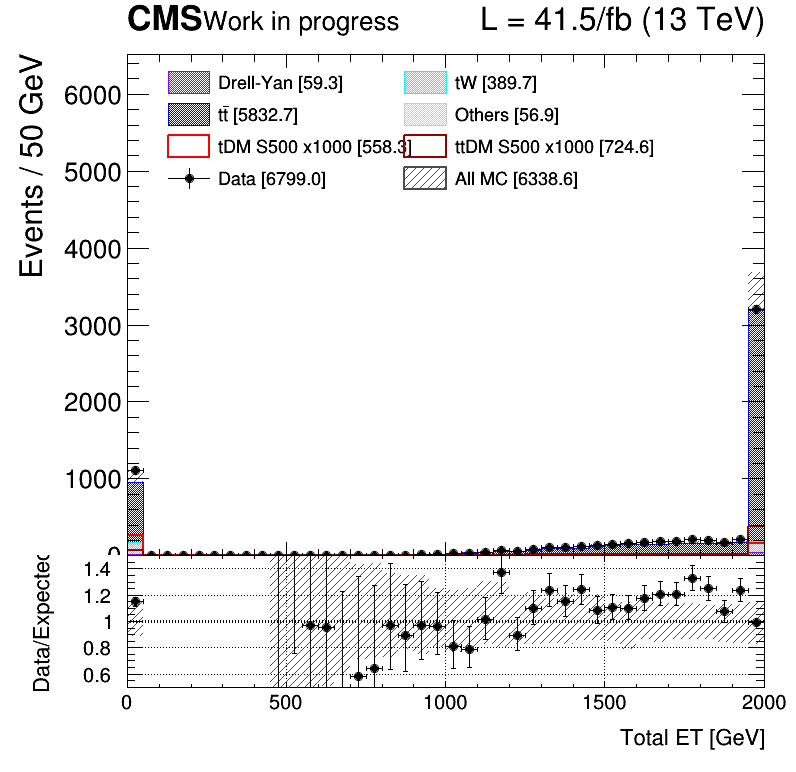 CMS Work in progress L = 41.5/fb (13 TeV)
Events / 50 GeV
6000
5000
4000
3000
2000
1000
0
Drell-Yan [59.3] tW [389.7]
tt̄ [5832.7] Others [56.9]
tDM S500 x1000 [558.3] ttDM S500 x1000 [724.6]
Data [6799.0] All MC [6338.6]
Data/Expected
1.4
1.2
1
0.8
0.6
0 500 1000 1500 2000
Total ET [GeV]